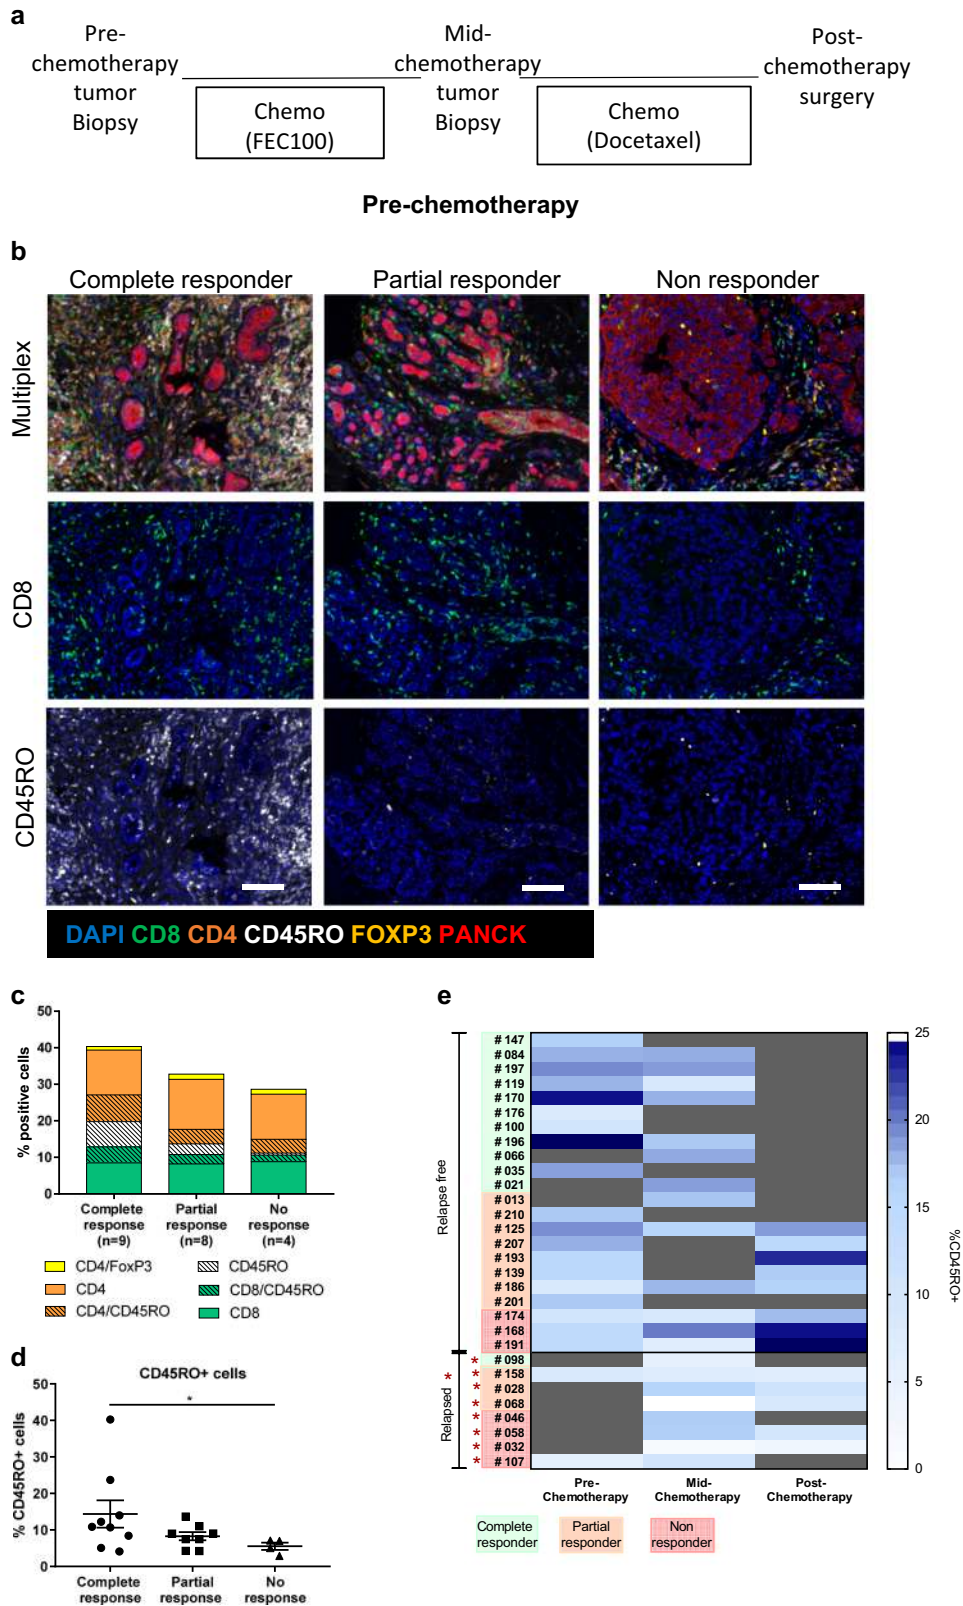 a
Pre-
chemotherapy
tumor
Biopsy
Chemo
(FEC100)
Mid-
chemotherapy
tumor
Biopsy
Chemo
(Docetaxel)
Post-
chemotherapy
surgery
Pre-chemotherapy
b
Complete responder
Partial responder
Non responder
Multiplex
CD8
CD45RO
DAPI CD8 CD4 CD45RO FOXP3 PANCK
c
% positive cells
50
40
30
20
10
0
Complete
response
(n=9)
Partial
response
(n=8)
No
response
(n=4)
CD4/FoxP3
CD4
CD4/CD45RO
CD45RO
CD8/CD45RO
CD8
d
CD45RO+ cells
% CD45RO+ cells
50
40
30
20
10
0
*
Complete
response
Partial
response
No
response
e
Relapse free
Relapsed
# 147
# 084
# 197
# 119
# 170
# 176
# 100
# 196
# 066
# 035
# 021
# 013
# 210
# 125
# 207
# 193
# 139
# 186
# 201
# 174
# 168
# 191
* # 098
* # 158
* # 028
* # 068
* # 046
* # 058
* # 032
* # 107
Pre-
Chemotherapy
Mid-
Chemotherapy
Post-
Chemotherapy
25
20
15
10
5
0
%CD45RO+
Complete
responder
Partial
responder
Non
responder